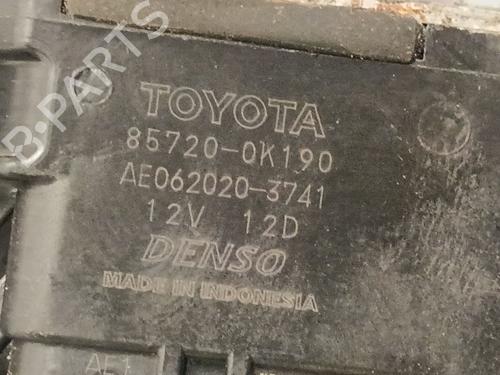 B-PARTS
TOYOTA
85720-0K190
AE062020-3741
12V 12D
DENSO
MADE IN INDONESIA